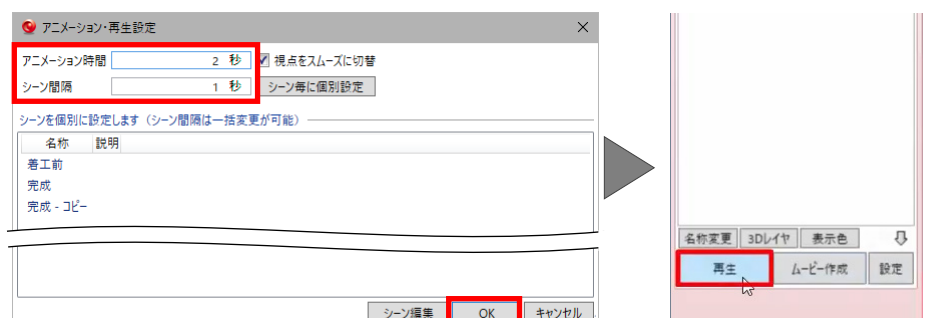 アニメーション・再生設定
アニメーション時間 2 秒 視点をスムーズに切替
シーン間隔 1 秒 シーン毎に個別設定
シーンを個別に設定します（シーン間隔は一括変更が可能）
名称 説明
着工前
完成
完成 - コピー
シーン編集 OK キャンセル
名称変更 3Dレイヤ 表示色
再生 ムービー作成 設定